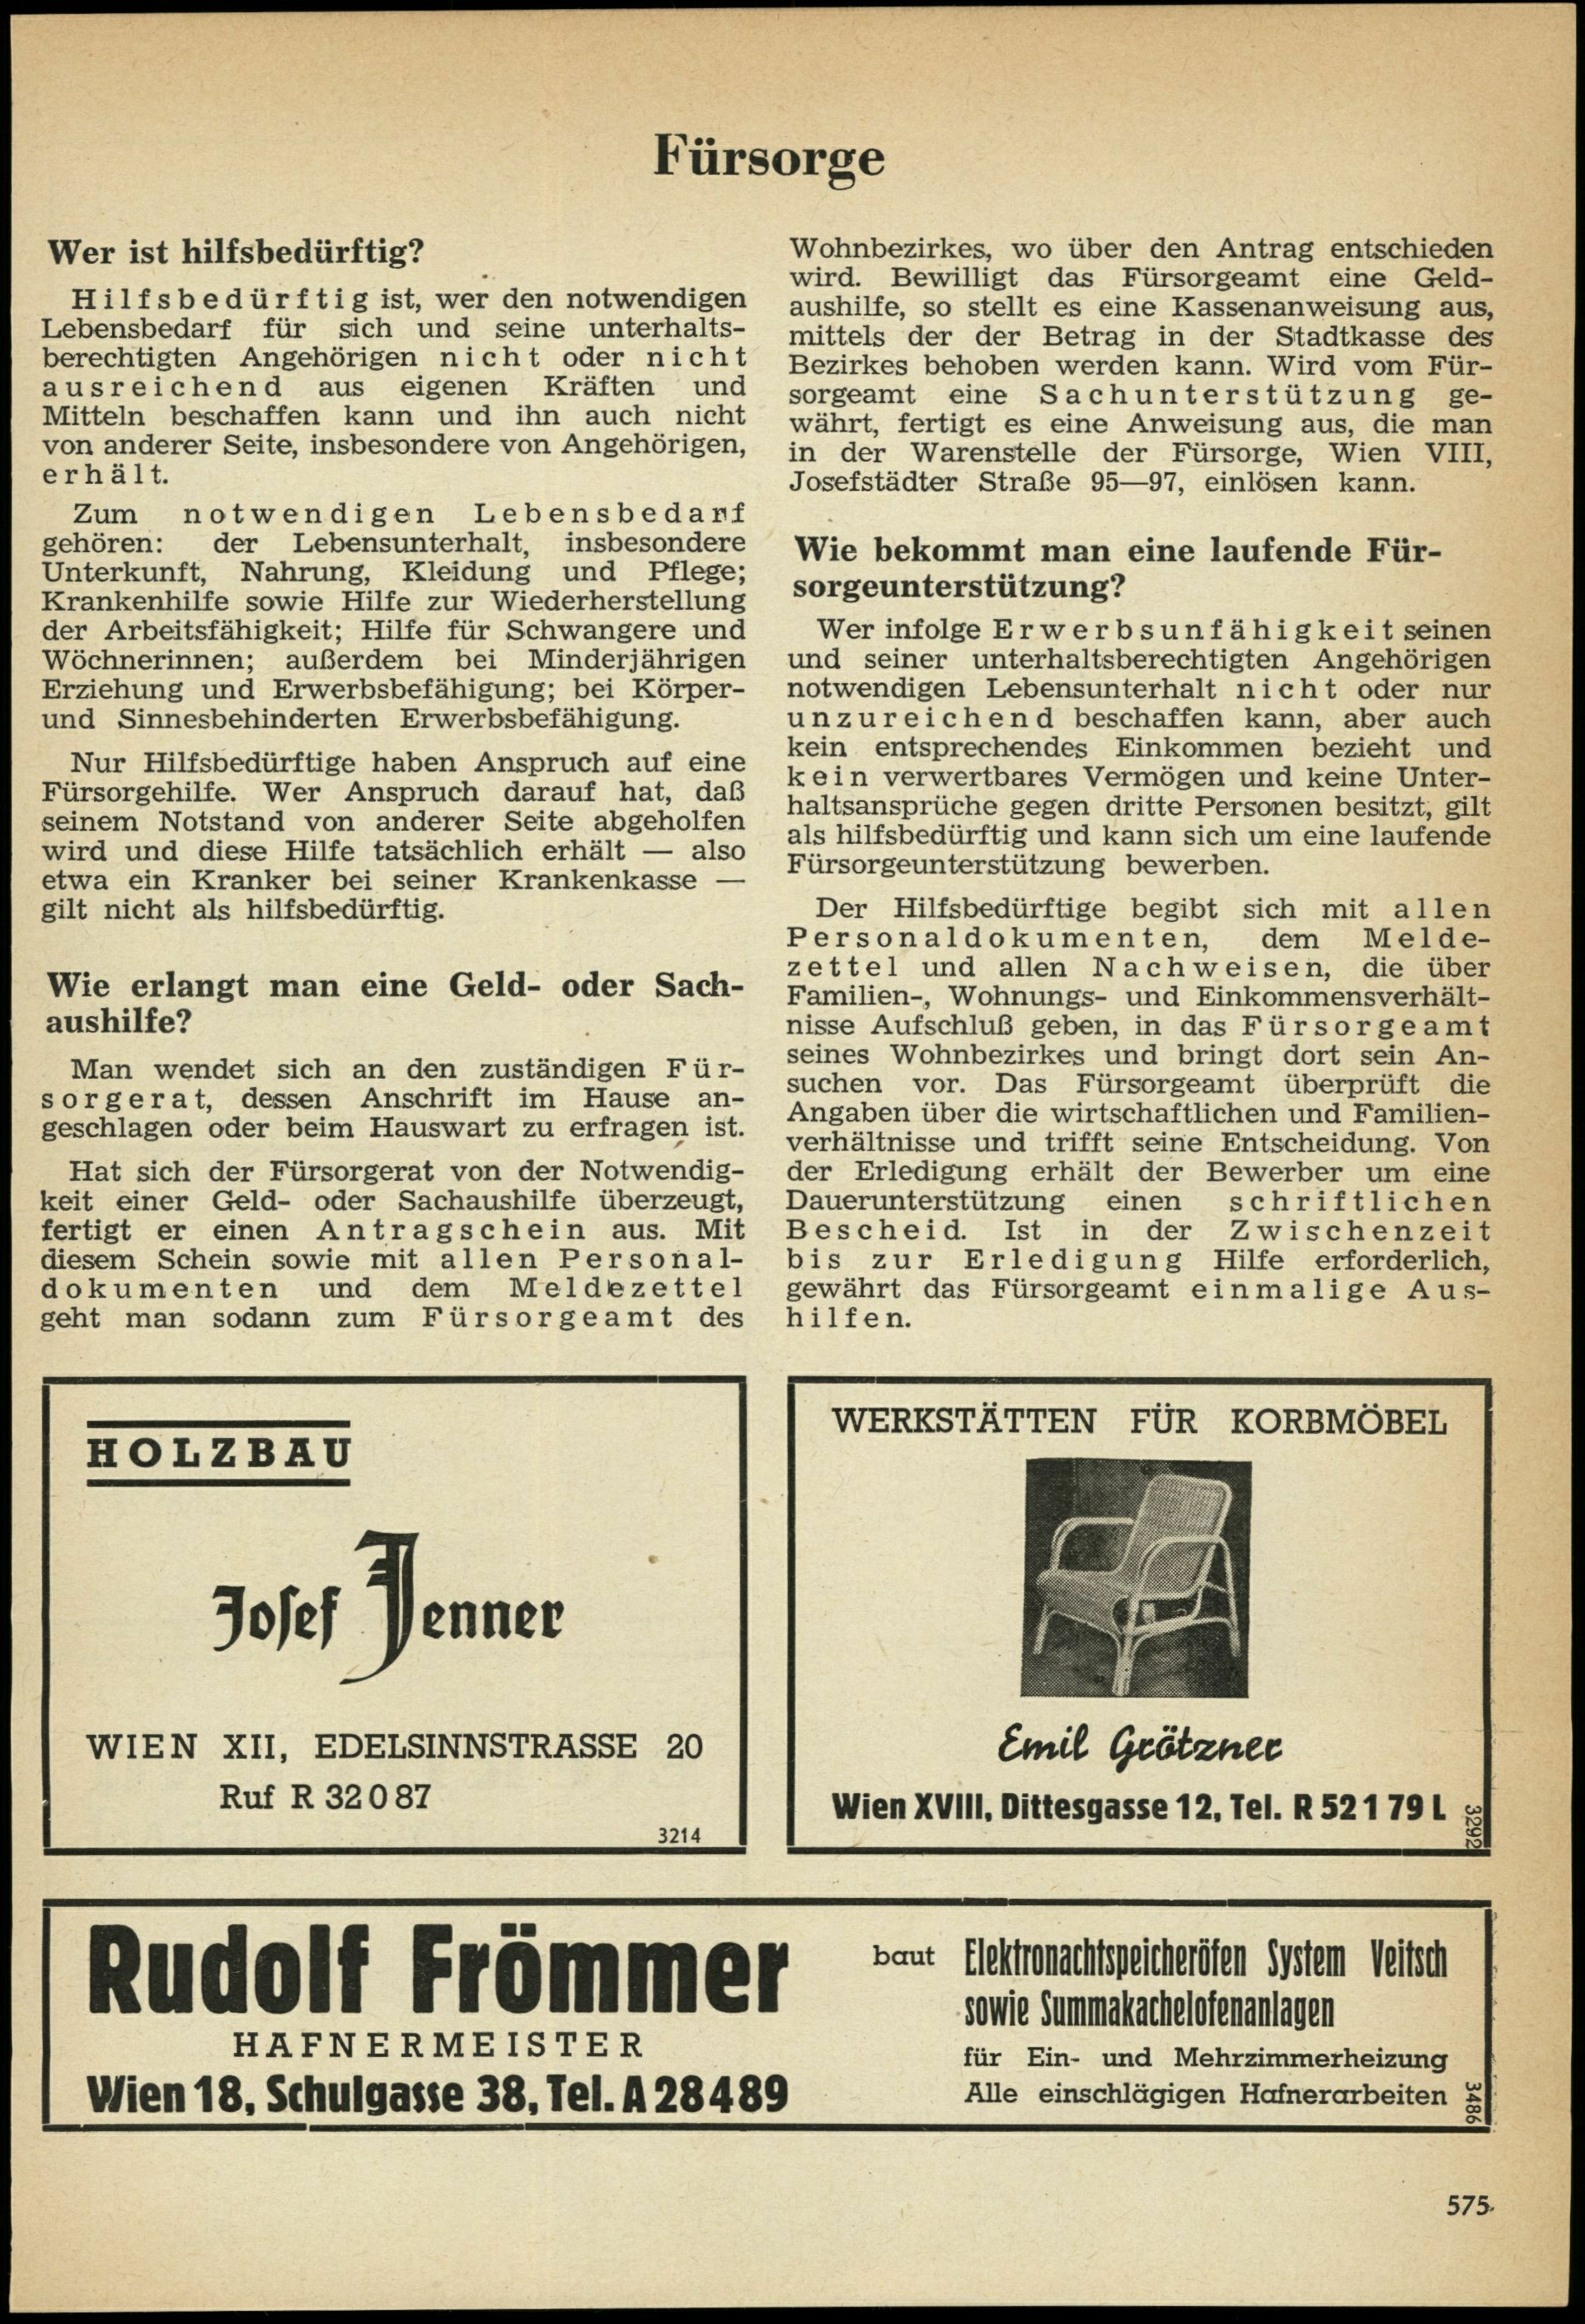 Fürsorge
Wer ist hilfsbedürftig?
Hilfsbedürftig ist, wer den notwendigen
Lebensbedarf für sich und seine unterhalts-
berechtigten Angehörigen nicht oder nicht
ausreichend aus eigenen Kräften und
Mitteln beschaffen kann und ihn auch nicht
von anderer Seite, insbesondere von Angehörigen,
erhält.
Zum notwendigen Lebensbedarf
gehören: der Lebensunterhalt, insbesondere
Unterkunft, Nahrung, Kleidung und Pflege;
Krankenhilfe sowie Hilfe zur Wiederherstellung
der Arbeitsfähigkeit; Hilfe für Schwangere und
Wöchnerinnen; außerdem bei Minderjährigen
Erziehung und Erwerbsbefähigung; bei Körper-
und Sinnesbehinderten Erwerbsbefähigung.
Nur Hilfsbedürftige haben Anspruch auf eine
Fürsorgehilfe. Wer Anspruch darauf hat, daß
seinem Notstand von anderer Seite abgeholfen
wird und diese Hilfe tatsächlich erhält — also
etwa ein Kranker bei seiner Krankenkasse —
gilt nicht als hilfsbedürftig.
Wie erlangt man eine Geld- oder Sach-
aushilfe?
Man wendet sich an den zuständigen Für-
sorgerat, dessen Anschrift im Hause an-
geschlagen oder beim Hauswart zu erfragen ist.
Hat sich der Fürsorgerat von der Notwendig-
keit einer Geld- oder Sachaushilfe überzeugt,
fertigt er einen Antragschein aus. Mit
diesem Schein sowie mit allen Personal-
dokumenten und dem Meldezettel
geht man sodann zum Fürsorgeamt des
Wohnbezirkes, wo über den Antrag entschieden
wird. Bewilligt das Fürsorgeamt eine Geld-
aushilfe, so stellt es eine Kassenanweisung aus,
mittels der der Betrag in der Stadtkasse des
Bezirkes behoben werden kann. Wird vom Für-
sorgeamt eine Sachunterstützung ge-
währt, fertigt es eine Anweisung aus, die man
in der Warenstelle der Fürsorge, Wien VIII,
Josefstädter Straße 95—97, einlösen kann.
Wie bekommt man eine laufende Für-
sorgeunterstützung?
Wer infolge Erwerbsunfähigkeit seinen
und seiner unterhaltsberechtigten Angehörigen
notwendigen Lebensunterhalt nicht oder nur
unzureichend beschaffen kann, aber auch
kein entsprechendes Einkommen bezieht und
kein verwertbares Vermögen und keine Unter-
haltsansprüche gegen dritte Personen besitzt, gilt
als hilfsbedürftig und kann sich um eine laufende
Fürsorgeunterstützung bewerben.
Der Hilfsbedürftige begibt sich mit allen
Personaldokumenten, dem Melde-
zettel und allen Nachweisen, die über
Familien-, Wohnungs- und Einkommensverhält-
nisse Aufschluß geben, in das Fürsorgeamt
seines Wohnbezirkes und bringt dort sein An-
suchen vor. Das Fürsorgeamt überprüft die
Angaben über die wirtschaftlichen und Familien-
verhältnisse und trifft seine Entscheidung. Von
der Erledigung erhält der Bewerber um eine
Dauerunterstützung einen schriftlichen
Bescheid. Ist in der Zwischenzeit
bis zur Erledigung Hilfe erforderlich,
gewährt das Fürsorgeamt einmalige Aus-
hilfen.
HOLZBAU
Josef Jenner
WIEN XII, EDELSINNSTRASSE 20
Ruf R 32 0 87
3214
WERKSTÄTTEN FÜR KORBMÖBEL
Emil Grötzner
Wien XVIII, Dittesgasse 12, Tel. R 52 1 79 L
3292
Rudolf Frömmer
HAFNERMEISTER
Wien 18, Schulgasse 38, Tel. A 28 4 89
baut Elektronachtspeicheröfen System Veitsch
sowie Summakachelofenanlagen
für Ein- und Mehrzimmerheizung
Alle einschlägigen Hafnerarbeiten
3486
575